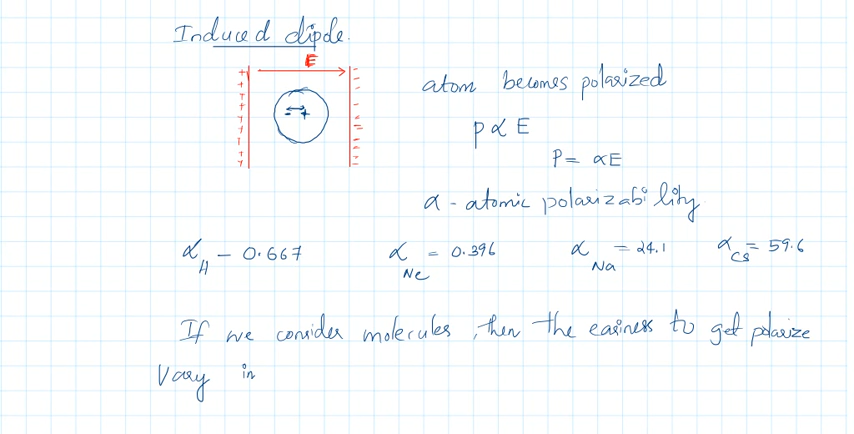 Induced dipole.
E
atom becomes polarized
p ∝ E
P = αE
α - atomic polarizability
α_H - 0.667 α_Ne = 0.396 α_Na = 24.1 α_Cs = 59.6
If we consider molecules, then the easiness to get polarize
Vary in